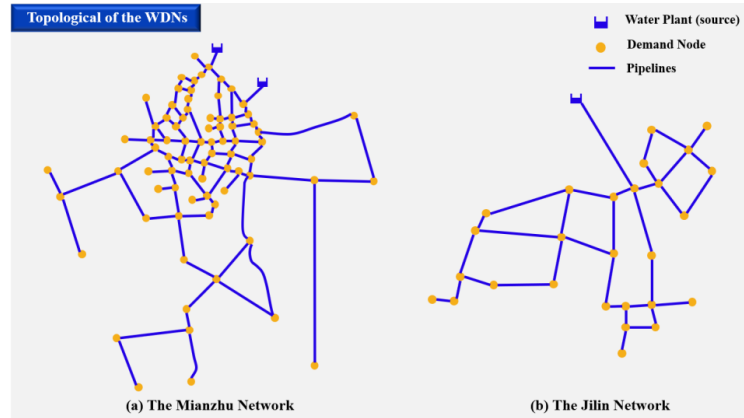 Topological of the WDNs
Water Plant (source)
Demand Node
Pipelines
(a) The Mianzhu Network
(b) The Jilin Network